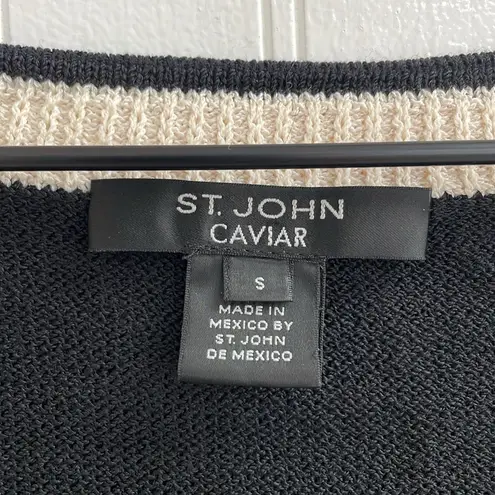 ST. JOHN
CAVIAR
S
MADE IN
MEXICO BY
ST. JOHN
DE MEXICO